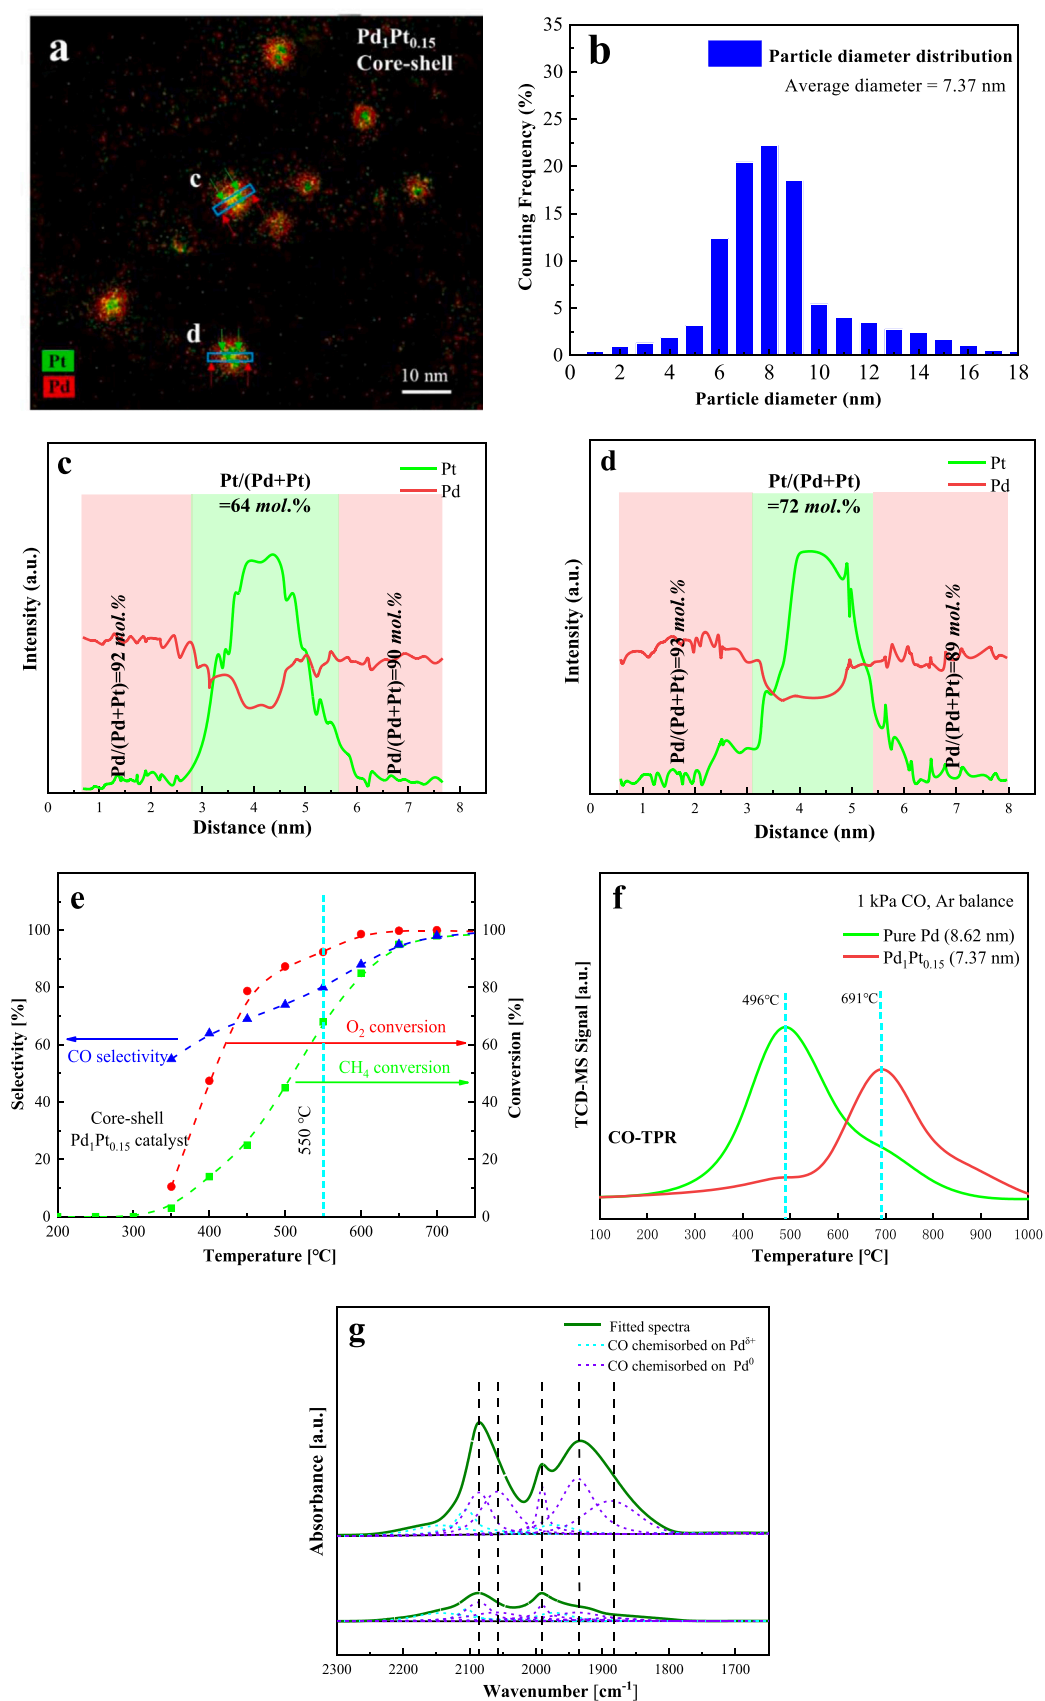 a
Pd1Pt0.15
Core-shell
c
d
Pt
Pd
10 nm
b
Particle diameter distribution
Average diameter = 7.37 nm
Counting Frequency (%)
35
30
25
20
15
10
5
0
0 2 4 6 8 10 12 14 16 18
Particle diameter (nm)
c
Pt/(Pd+Pt)
=64 mol.%
Pt
Pd
Intensity (a.u.)
Pd/(Pd+Pt)=92 mol.%
Pd/(Pd+Pt)=90 mol.%
0 1 2 3 4 5 6 7 8
Distance (nm)
d
Pt/(Pd+Pt)
=72 mol.%
Pt
Pd
Intensity (a.u.)
Pd/(Pd+Pt)=93 mol.%
Pd/(Pd+Pt)=89 mol.%
0 1 2 3 4 5 6 7 8
Distance (nm)
e
Selectivity [%]
100
80
60
40
20
0
O2 conversion
CO selectivity
CH4 conversion
Core-shell
Pd1Pt0.15 catalyst
550 °C
100
80
60
40
20
0
Conversion [%]
200 300 400 500 600 700
Temperature [°C]
f
1 kPa CO, Ar balance
Pure Pd (8.62 nm)
Pd1Pt0.15 (7.37 nm)
496°C
691°C
TCD-MS Signal [a.u.]
CO-TPR
100 200 300 400 500 600 700 800 900 1000
Temperature [°C]
g
Fitted spectra
CO chemisorbed on Pdδ+
CO chemisorbed on Pd0
Absorbance [a.u.]
2300 2200 2100 2000 1900 1800 1700
Wavenumber [cm-1]